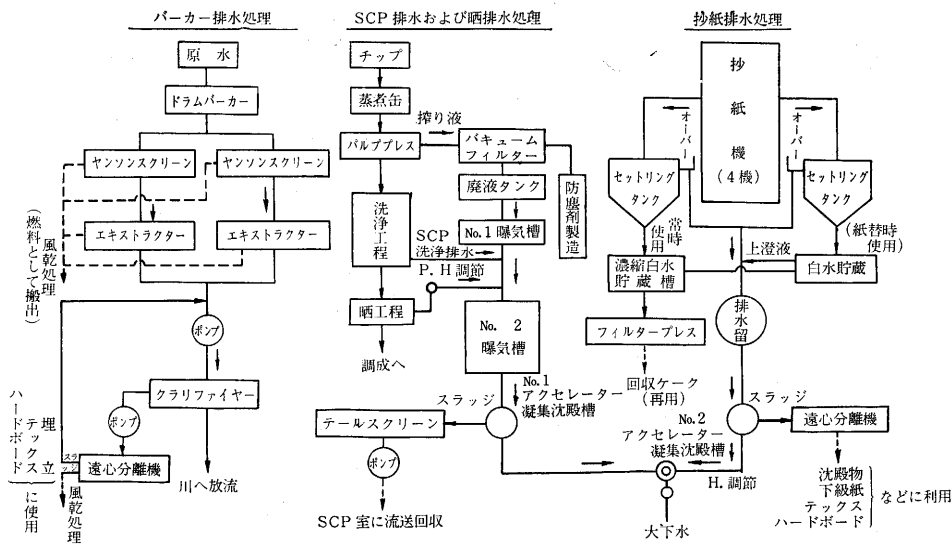 バーカー排水処理
原水
ドラムバーカー
ヤンソンスクリーン
ヤンソンスクリーン
エキストラクター
エキストラクター
風乾処理
(燃料として搬出)
ポンプ
クラリファイヤー
ポンプ
遠心分離機
スラッジ
埋立
テックス
ハードボード
に使用
風乾処理
川へ放流
SCP排水および晒排水処理
チップ
蒸煮缶
搾り液
パルププレス
バキューム
フィルター
廃液タンク
防塵剤製造
洗浄工程
No.1曝気槽
SCP
洗浄排水
P.H調節
晒工程
調成へ
No. 2
曝気槽
No.1
アクセレーター
凝集沈殿槽
スラッジ
テールスクリーン
ポンプ
SCP室に流送回収
抄紙排水処理
抄紙機
(4機)
オーバー
オーバー
セットリング
タンク
セットリング
タンク
常時
使用
(紙替時
使用)
上澄液
濃縮白水
貯蔵槽
白水貯蔵
フィルタープレス
排水留
回収ケーク
(再用)
スラッジ
No.2
アクセレーター
凝集沈殿槽
遠心分離機
H.調節
大下水
沈殿物
下級紙
テックス
ハードボード
などに利用